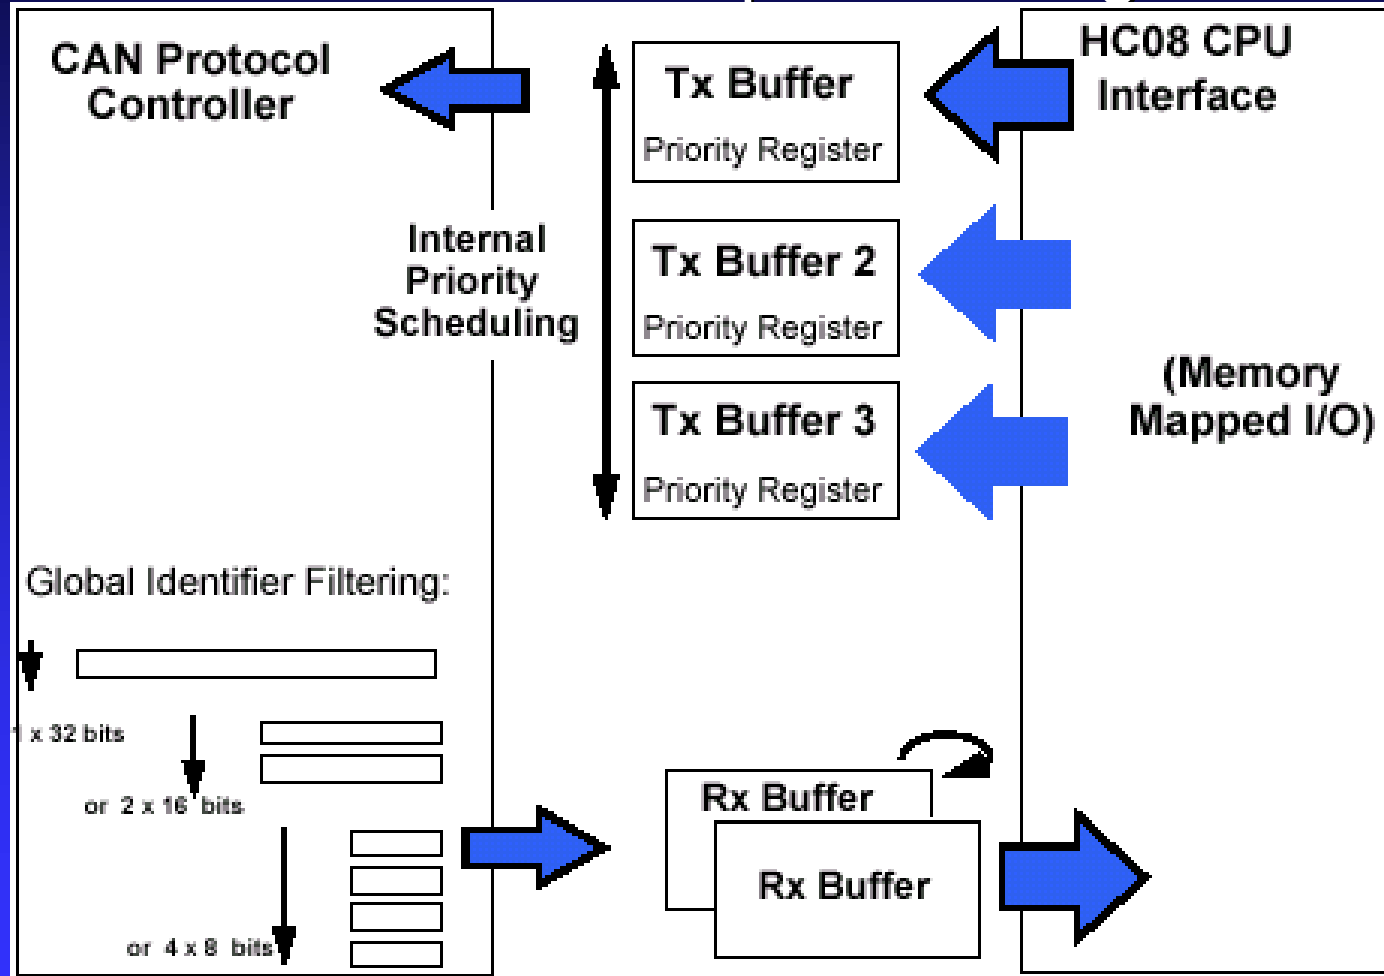 CAN Protocol
Controller
Tx Buffer
Priority Register
HC08 CPU
Interface
Internal
Priority
Scheduling
Tx Buffer 2
Priority Register
Tx Buffer 3
Priority Register
(Memory
Mapped I/O)
Global Identifier Filtering:
1 x 32 bits
or 2 x 16 bits
or 4 x 8 bits
Rx Buffer
Rx Buffer